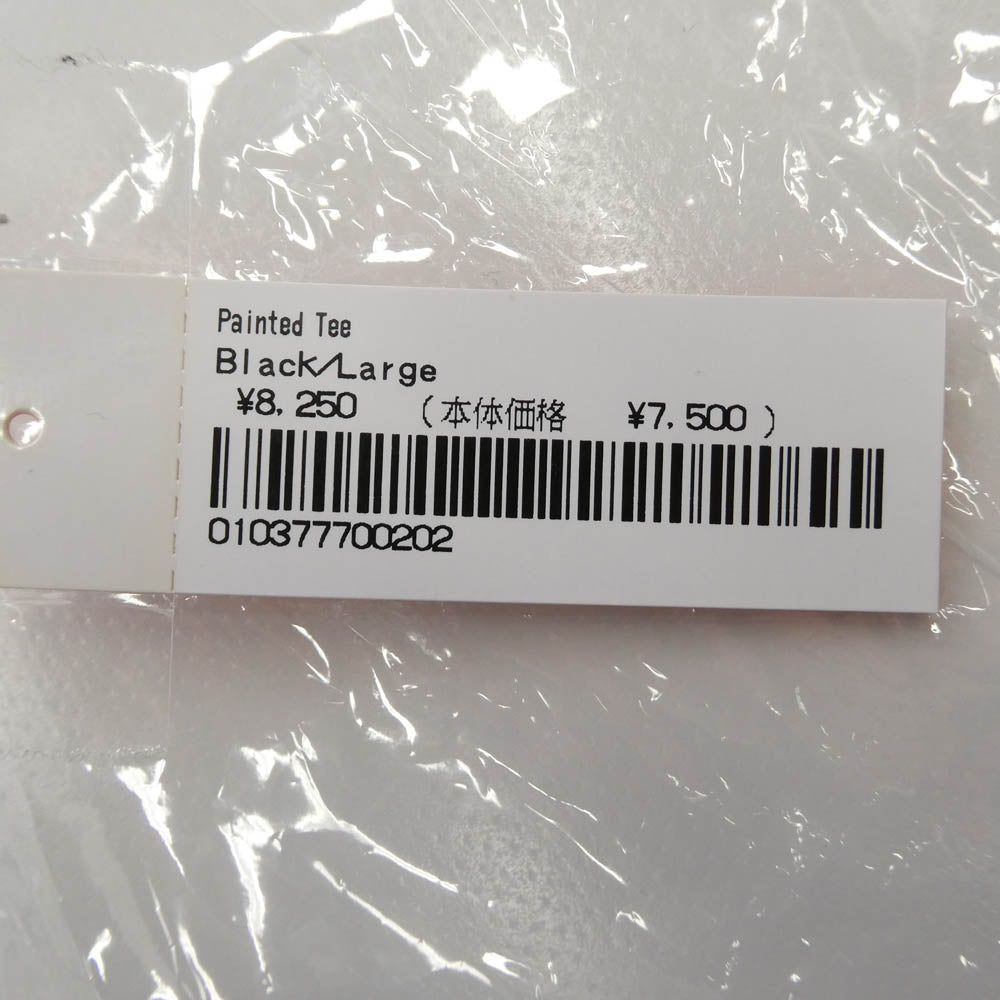 Painted Tee
Black/Large
¥8,250 (本体価格 ¥7,500)
010377700202